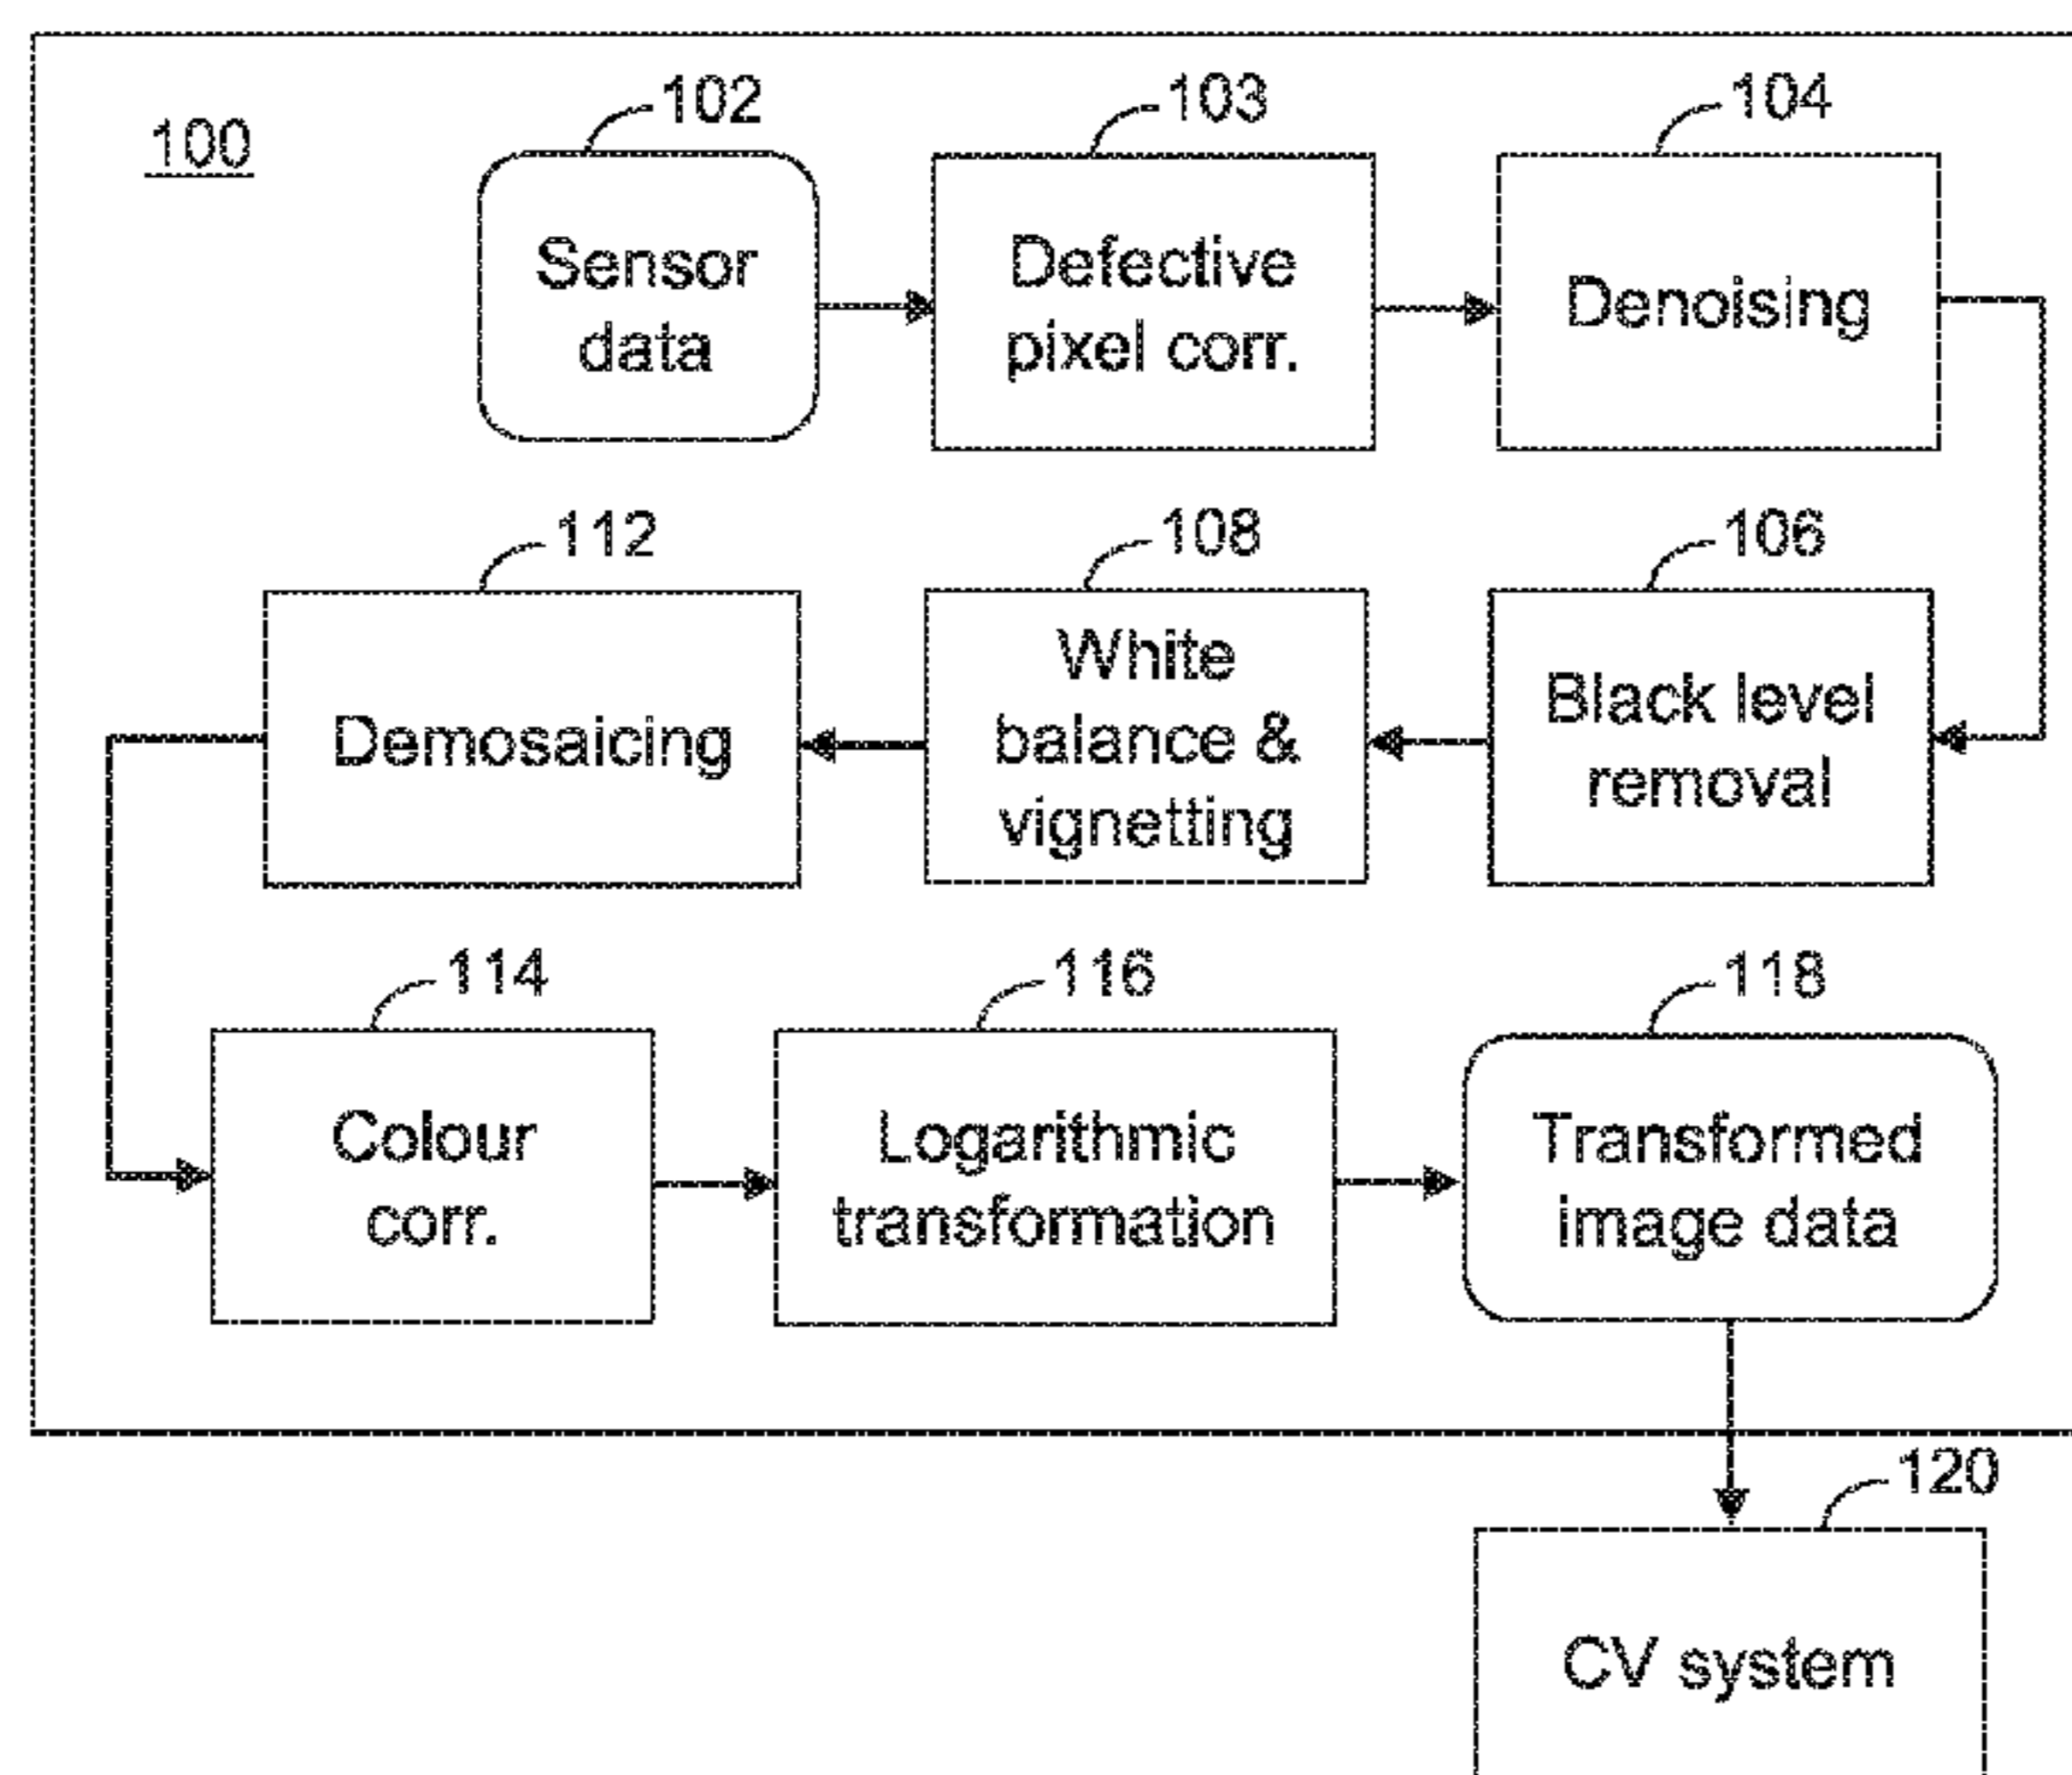 100
102
Sensor
data
103
Defective
pixel corr.
104
Denoising
112
Demosaicing
108
White
balance &
vignetting
106
Black level
removal
114
Colour
corr.
116
Logarithmic
transformation
118
Transformed
image data
120
CV system